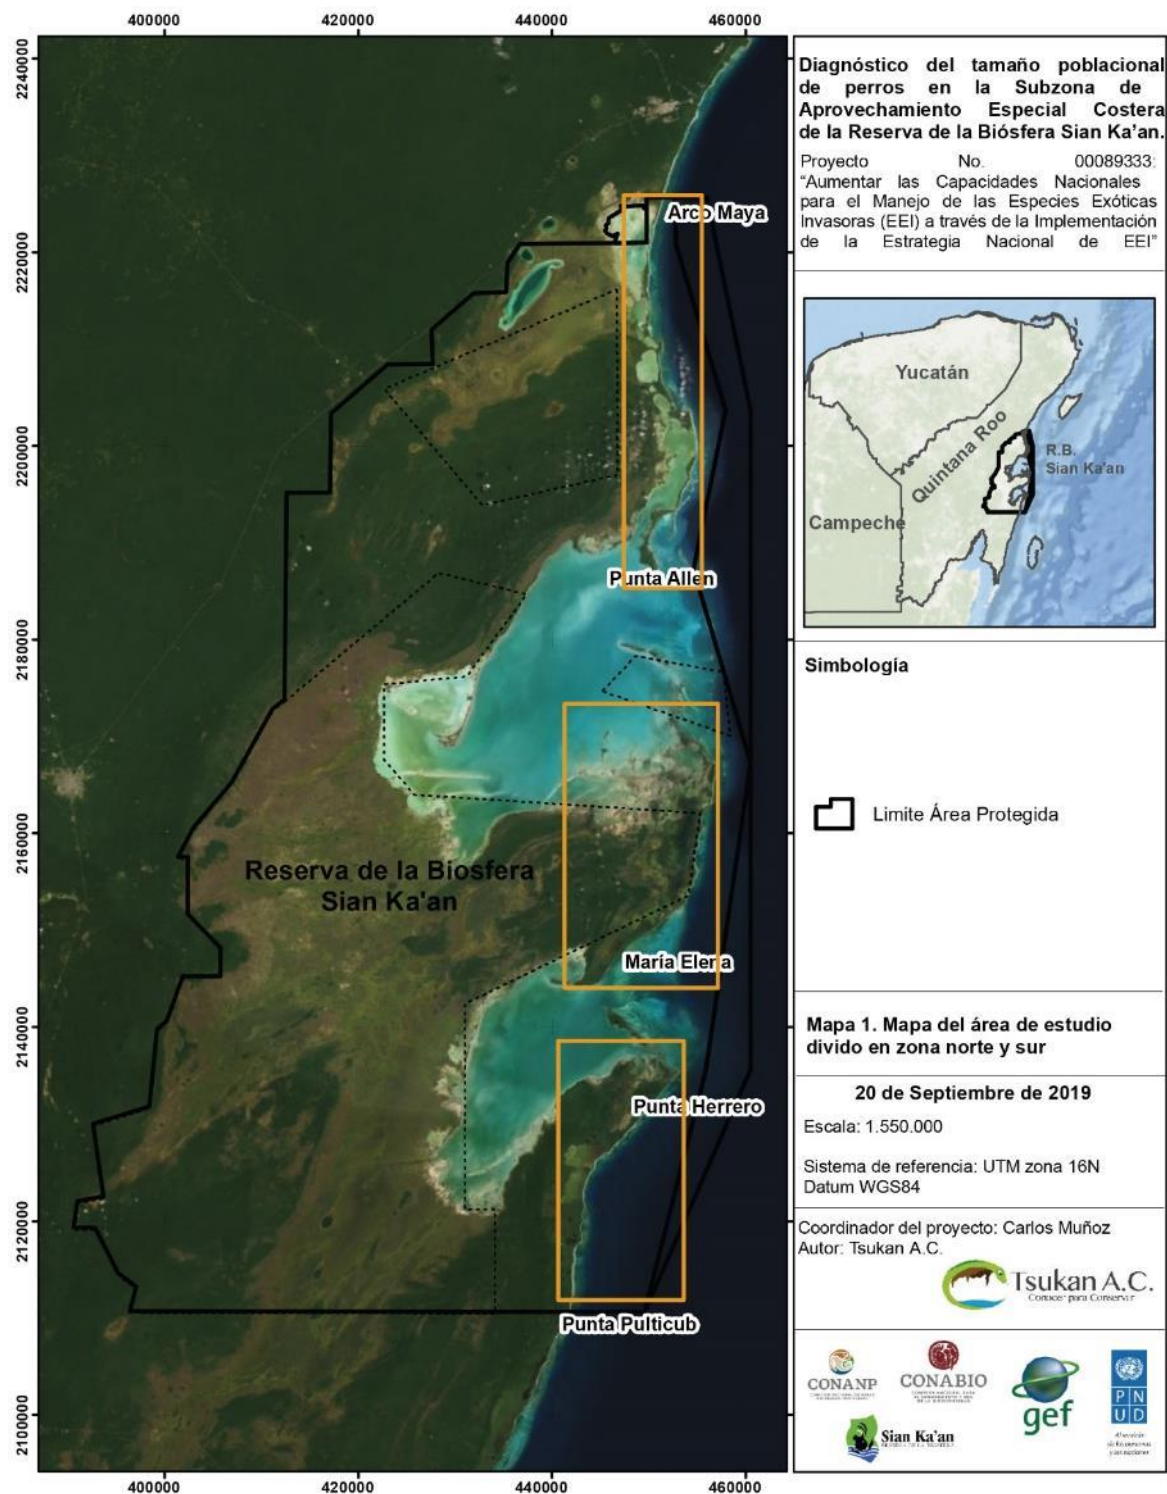 400000 420000 440000 460000
2240000
2220000
2200000
2180000
2160000
2140000
2120000
2100000
Arco Maya
Punta Allen
Reserva de la Biosfera
Sian Ka'an
María Elena
Punta Herrero
Punta Pulticub
400000 420000 440000 460000
Diagnóstico del tamaño poblacional
de perros en la Subzona de
Aprovechamiento Especial Costera
de la Reserva de la Biósfera Sian Ka'an.
Proyecto No. 00089333:
"Aumentar las Capacidades Nacionales
para el Manejo de las Especies Exóticas
Invasoras (EEI) a través de la Implementación
de la Estrategia Nacional de EEI"
Yucatán
Quintana Roo
R.B.
Sian Ka'an
Campeche
Simbología
Limite Área Protegida
Mapa 1. Mapa del área de estudio
divido en zona norte y sur
20 de Septiembre de 2019
Escala: 1.550.000
Sistema de referencia: UTM zona 16N
Datum WGS84
Coordinador del proyecto: Carlos Muñoz
Autor: Tsukan A.C.
Tsukan A.C.
Conocer para Conservar
CONANP
CONABIO
gef
P N
U D
Sian Ka'an